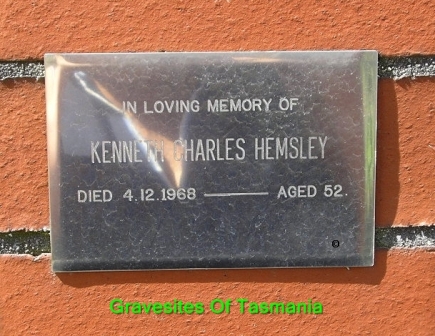 IN LOVING MEMORY OF
KENNETH CHARLES HEMSLEY
DIED 4.12.1968 ——— AGED 52.
Gravesites Of Tasmania